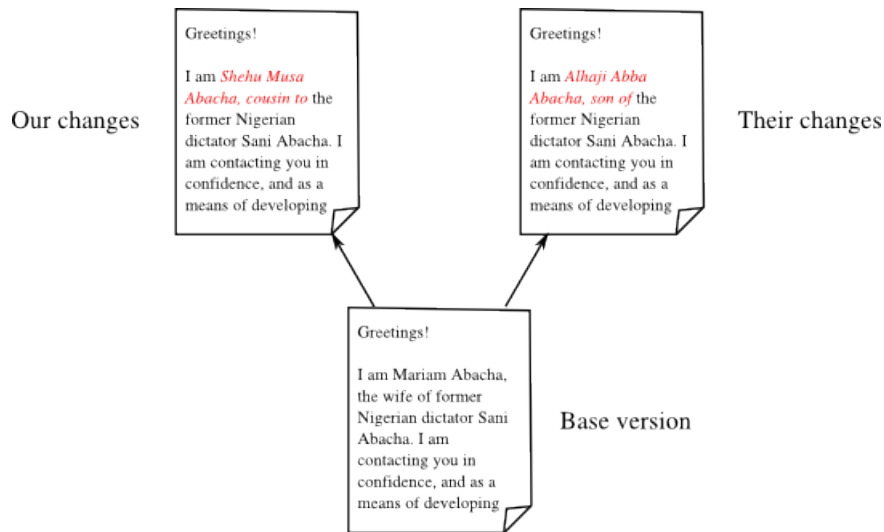 Our changes
Greetings!
I am Shehu Musa
Abacha, cousin to the
former Nigerian
dictator Sani Abacha. I
am contacting you in
confidence, and as a
means of developing
Greetings!
I am Alhaji Abba
Abacha, son of the
former Nigerian
dictator Sani Abacha. I
am contacting you in
confidence, and as a
means of developing
Their changes
Greetings!
I am Mariam Abacha,
the wife of former
Nigerian dictator Sani
Abacha. I am
contacting you in
confidence, and as a
means of developing
Base version